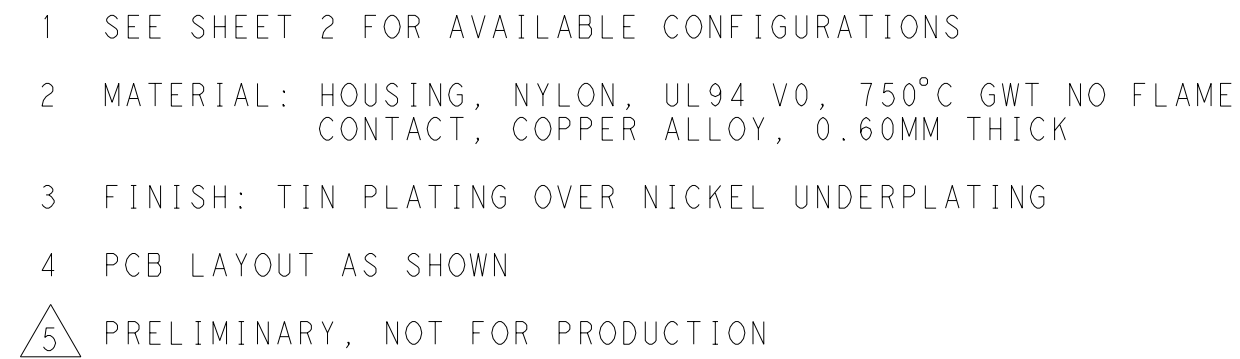 1 SEE SHEET 2 FOR AVAILABLE CONFIGURATIONS
2 MATERIAL: HOUSING, NYLON, UL94 V0, 750°C GWT NO FLAME
CONTACT, COPPER ALLOY, 0.60MM THICK
3 FINISH: TIN PLATING OVER NICKEL UNDERPLATING
4 PCB LAYOUT AS SHOWN
5 PRELIMINARY, NOT FOR PRODUCTION